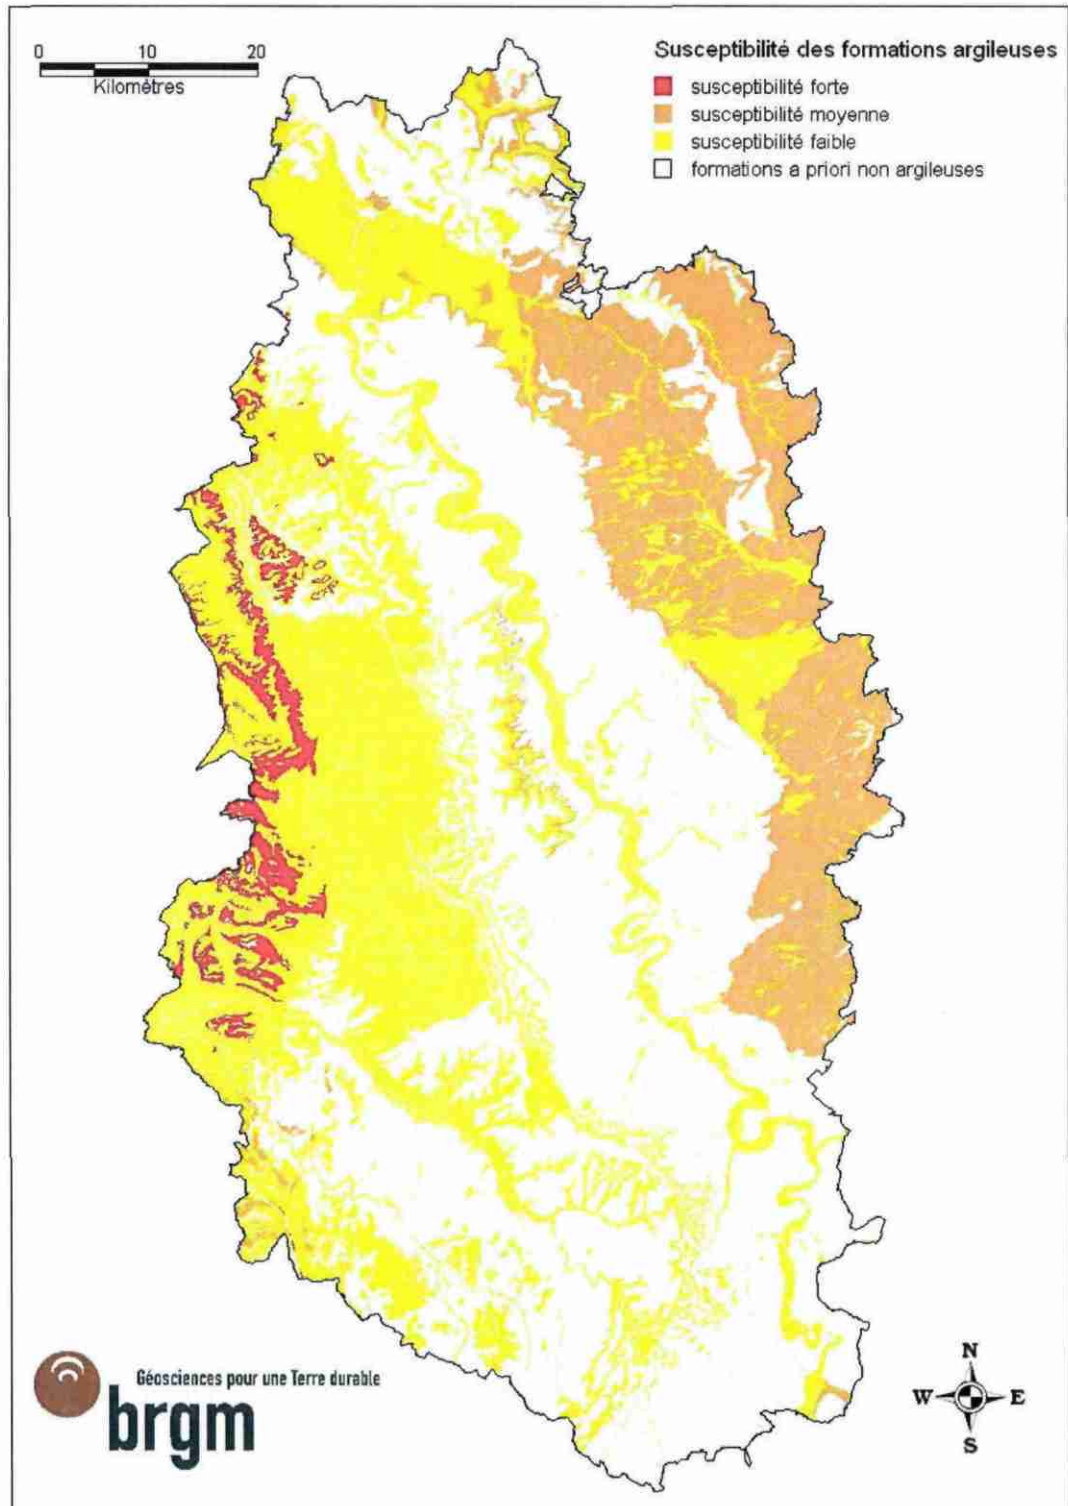 0 10 20
Kilomètres
Susceptibilité des formations argileuses
susceptibilité forte
susceptibilité moyenne
susceptibilité faible
formations a priori non argileuses
Géosciences pour une Terre durable
brgm
N
W E
S